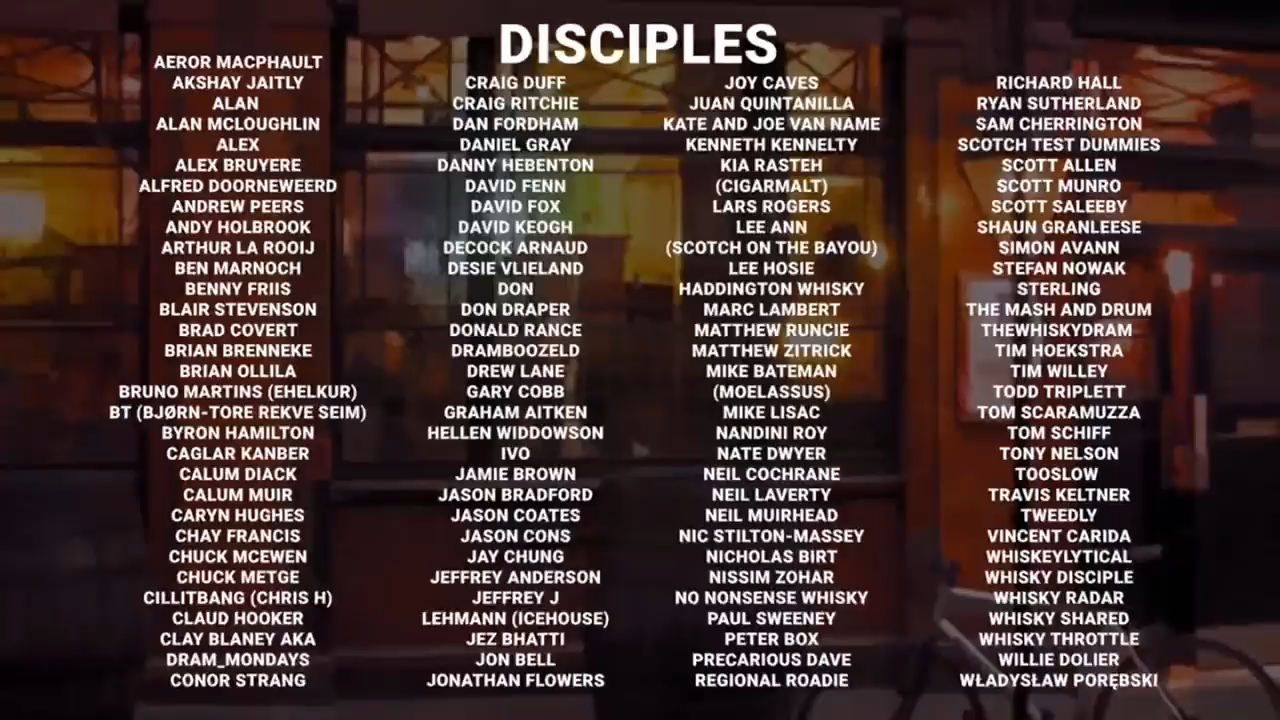 DISCIPLES
AEROR MACPHAULT
AKSHAY JAITLY
ALAN
ALAN MCLOUGHLIN
ALEX
ALEX BRUYERE
ALFRED DOORNEWEERD
ANDREW PEERS
ANDY HOLBROOK
ARTHUR LA ROOIJ
BEN MARNOCH
BENNY FRIIS
BLAIR STEVENSON
BRAD COVERT
BRIAN BRENNEKE
BRIAN OLLILA
BRUNO MARTINS (EHELKUR)
BT (BJØRN-TORE REKVE SEIM)
BYRON HAMILTON
CAGLAR KANBER
CALUM DIACK
CALUM MUIR
CARYN HUGHES
CHAY FRANCIS
CHUCK MCEWEN
CHUCK METGE
CILLITBANG (CHRIS H)
CLAUD HOOKER
CLAY BLANEY AKA
DRAM_MONDAYS
CONOR STRANG
CRAIG DUFF
CRAIG RITCHIE
DAN FORDHAM
DANIEL GRAY
DANNY HEBENTON
DAVID FENN
DAVID FOX
DAVID KEOGH
DECOCK ARNAUD
DESIE VLIELAND
DON
DON DRAPER
DONALD RANCE
DRAMBOOZELD
DREW LANE
GARY COBB
GRAHAM AITKEN
HELLEN WIDDOWSON
IVO
JAMIE BROWN
JASON BRADFORD
JASON COATES
JASON CONS
JAY CHUNG
JEFFREY ANDERSON
JEFFREY J
LEHMANN (ICEHOUSE)
JEZ BHATTI
JON BELL
JONATHAN FLOWERS
JOY CAVES
JUAN QUINTANILLA
KATE AND JOE VAN NAME
KENNETH KENNELTY
KIA RASTEH
(CIGARMALT)
LARS ROGERS
LEE ANN
(SCOTCH ON THE BAYOU)
LEE HOSIE
HADDINGTON WHISKY
MARC LAMBERT
MATTHEW RUNCIE
MATTHEW ZITRICK
MIKE BATEMAN
(MOELASSUS)
MIKE LISAC
NANDINI ROY
NATE DWYER
NEIL COCHRANE
NEIL LAVERTY
NEIL MUIRHEAD
NIC STILTON-MASSEY
NICHOLAS BIRT
NISSIM ZOHAR
NO NONSENSE WHISKY
PAUL SWEENEY
PETER BOX
PRECARIOUS DAVE
REGIONAL ROADIE
RICHARD HALL
RYAN SUTHERLAND
SAM CHERRINGTON
SCOTCH TEST DUMMIES
SCOTT ALLEN
SCOTT MUNRO
SCOTT SALEEBY
SHAUN GRANLEESE
SIMON AVANN
STEFAN NOWAK
STERLING
THE MASH AND DRUM
THEWHISKYDRAM
TIM HOEKSTRA
TIM WILLEY
TODD TRIPLETT
TOM SCARAMUZZA
TOM SCHIFF
TONY NELSON
TOOSLOW
TRAVIS KELTNER
TWEEDLY
VINCENT CARIDA
WHISKEYLYTICAL
WHISKY DISCIPLE
WHISKY RADAR
WHISKY SHARED
WHISKY THROTTLE
WILLIE DOLIER
WŁADYSŁAW PORĘBSKI